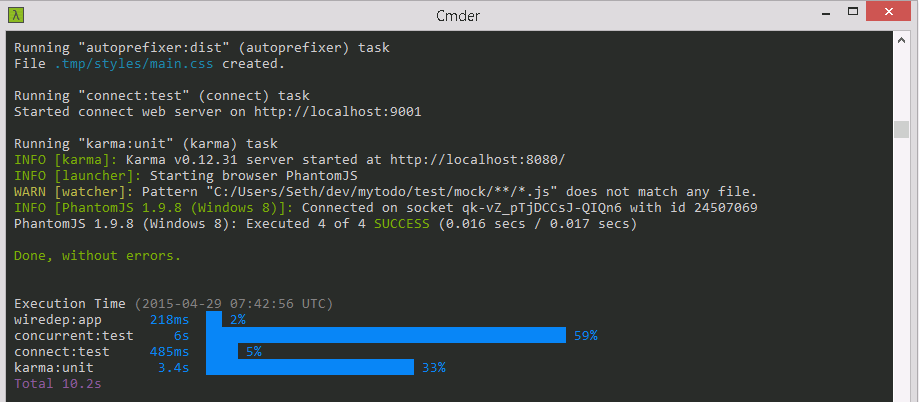 λ
Cmder
Running "autoprefixer:dist" (autoprefixer) task
File .tmp/styles/main.css created.
Running "connect:test" (connect) task
Started connect web server on http://localhost:9001
Running "karma:unit" (karma) task
INFO [karma]: Karma v0.12.31 server started at http://localhost:8080/
INFO [launcher]: Starting browser PhantomJS
WARN [watcher]: Pattern "C:/Users/Seth/dev/mytodo/test/mock/**/*.js" does not match any file.
INFO [PhantomJS 1.9.8 (Windows 8)]: Connected on socket qk-vZ_pTjDCCsJ-QIQn6 with id 24507069
PhantomJS 1.9.8 (Windows 8): Executed 4 of 4 SUCCESS (0.016 secs / 0.017 secs)
Done, without errors.
Execution Time (2015-04-29 07:42:56 UTC)
wiredep:app 218ms 2%
concurrent:test 6s 59%
connect:test 485ms 5%
karma:unit 3.4s 33%
Total 10.2s